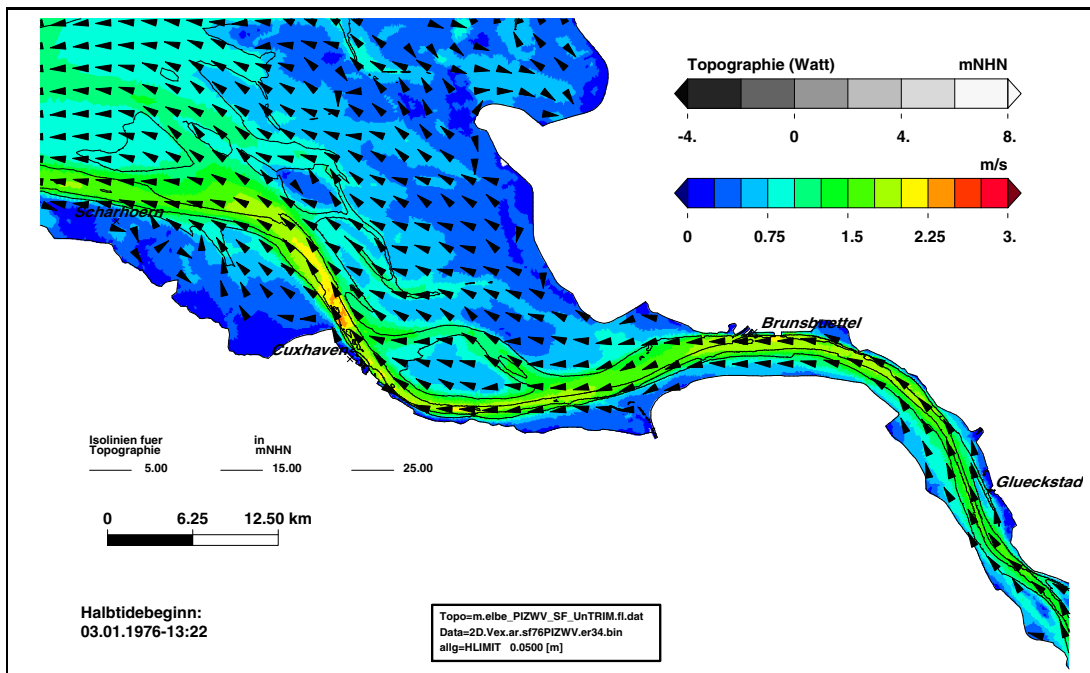 Topographie (Watt) mNHN
-4. 0 4. 8.
m/s
0 0.75 1.5 2.25 3.
Scharhoern
Brunsbuettel
Cuxhaven
Glueckstad
Isolinien fuer in
Topographie mNHN
5.00 15.00 25.00
0 6.25 12.50 km
Halbtidebeginn:
03.01.1976-13:22
Topo=m.elbe_PIZWV_SF_UnTRIM.fl.dat
Data=2D.Vex.ar.sf76PIZWV.er34.bin
allg=HLIMIT 0.0500 [m]